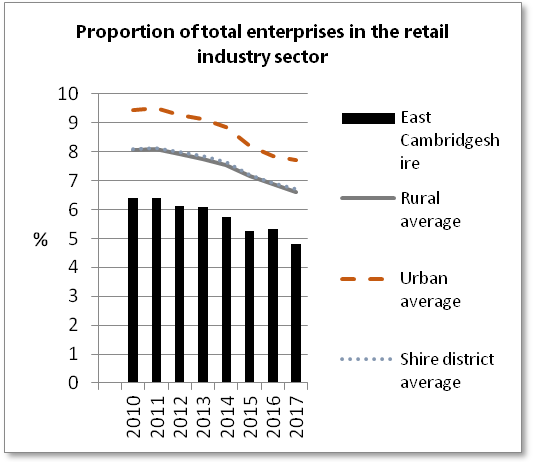 Proportion of total enterprises in the retail
industry sector
10
9
8
7
6
5
4
3
2
1
0
%
2010
2011
2012
2013
2014
2015
2016
2017
East
Cambridgesh
ire
Rural
average
Urban
average
Shire district
average